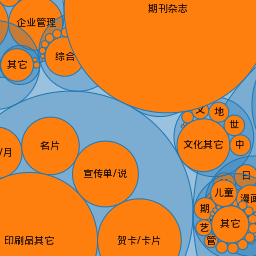 期刊杂志
企业管理
综合
其它
文
地
世
文化其它
中
名片
/月
宣传单/说
日
儿童
漫画
期
艺
其它
管
印刷品其它
贺卡/卡片